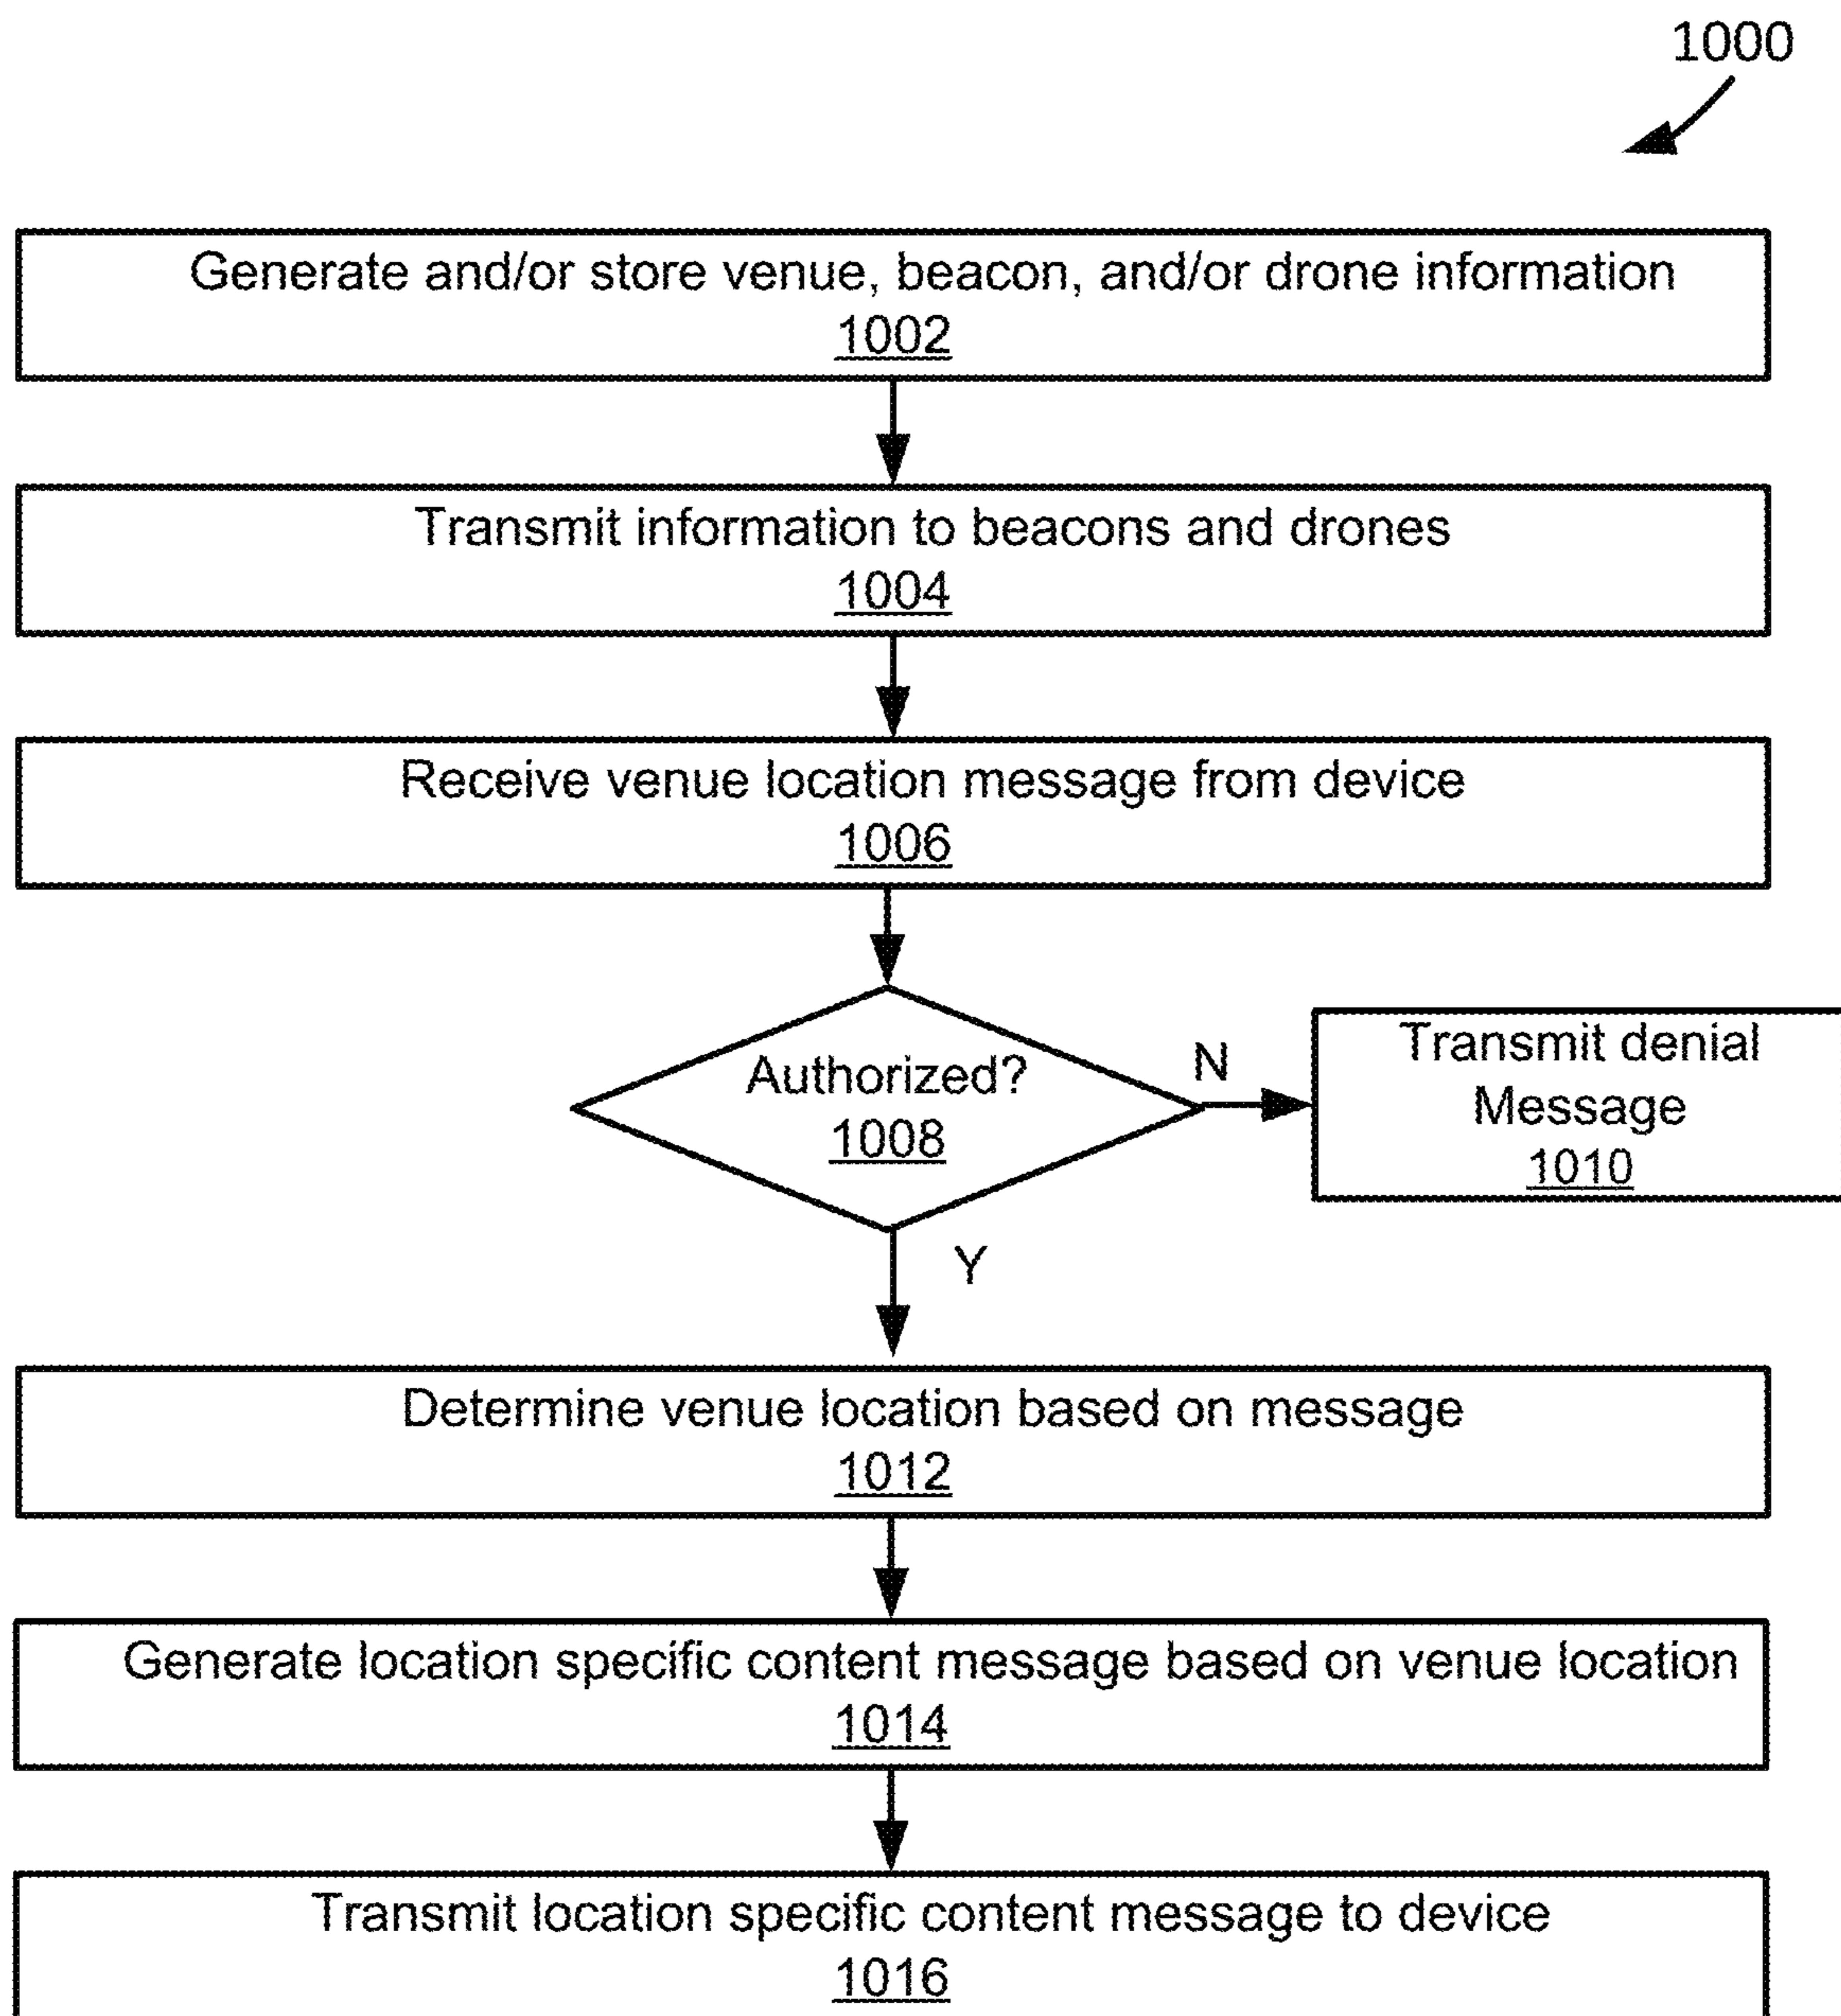 1000
Generate and/or store venue, beacon, and/or drone information
1002
Transmit information to beacons and drones
1004
Receive venue location message from device
1006
Authorized?
1008
N
Transmit denial
Message
1010
Y
Determine venue location based on message
1012
Generate location specific content message based on venue location
1014
Transmit location specific content message to device
1016